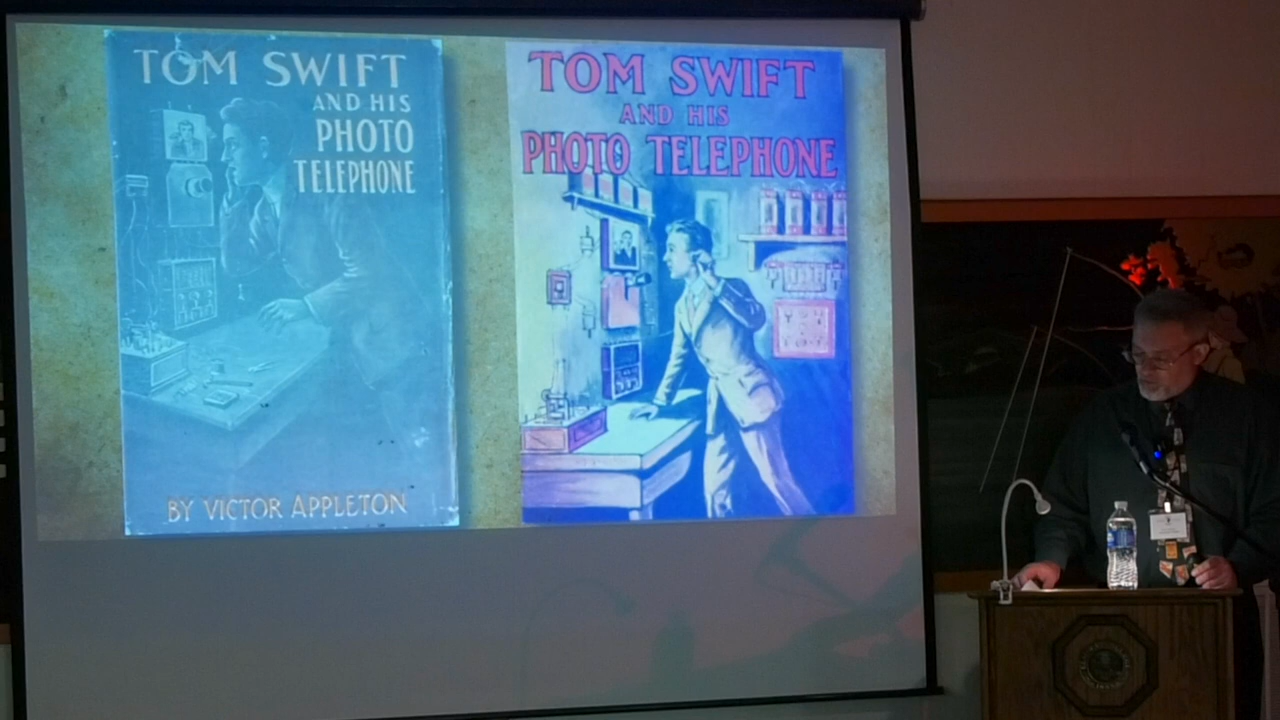 TOM SWIFT
AND HIS
PHOTO
TELEPHONE
BY VICTOR APPLETON
TOM SWIFT
AND HIS
PHOTO TELEPHONE